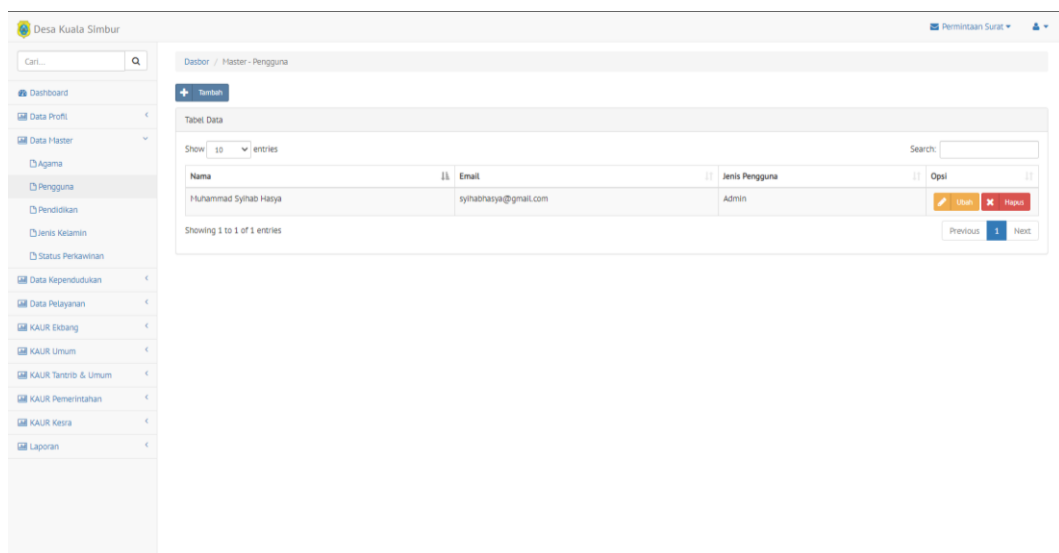 Desa Kuala Simbur
Permintaan Surat
Cari...
Dashboard
Data Profil
Data Master
Agama
Pengguna
Pendidikan
Jenis Kelamin
Status Perkawinan
Data Kependudukan
Data Pelayanan
KAUR Ekbang
KAUR Umum
KAUR Tantrib & Umum
KAUR Pemerintahan
KAUR Kesra
Laporan
Dasbor / Master - Pengguna
Tambah
Tabel Data
Show 10 entries
Search:
Nama Email Jenis Pengguna Opsi
Muhammad Syihab Hasya syihabhasya@gmail.com Admin Ubah Hapus
Showing 1 to 1 of 1 entries
Previous 1 Next